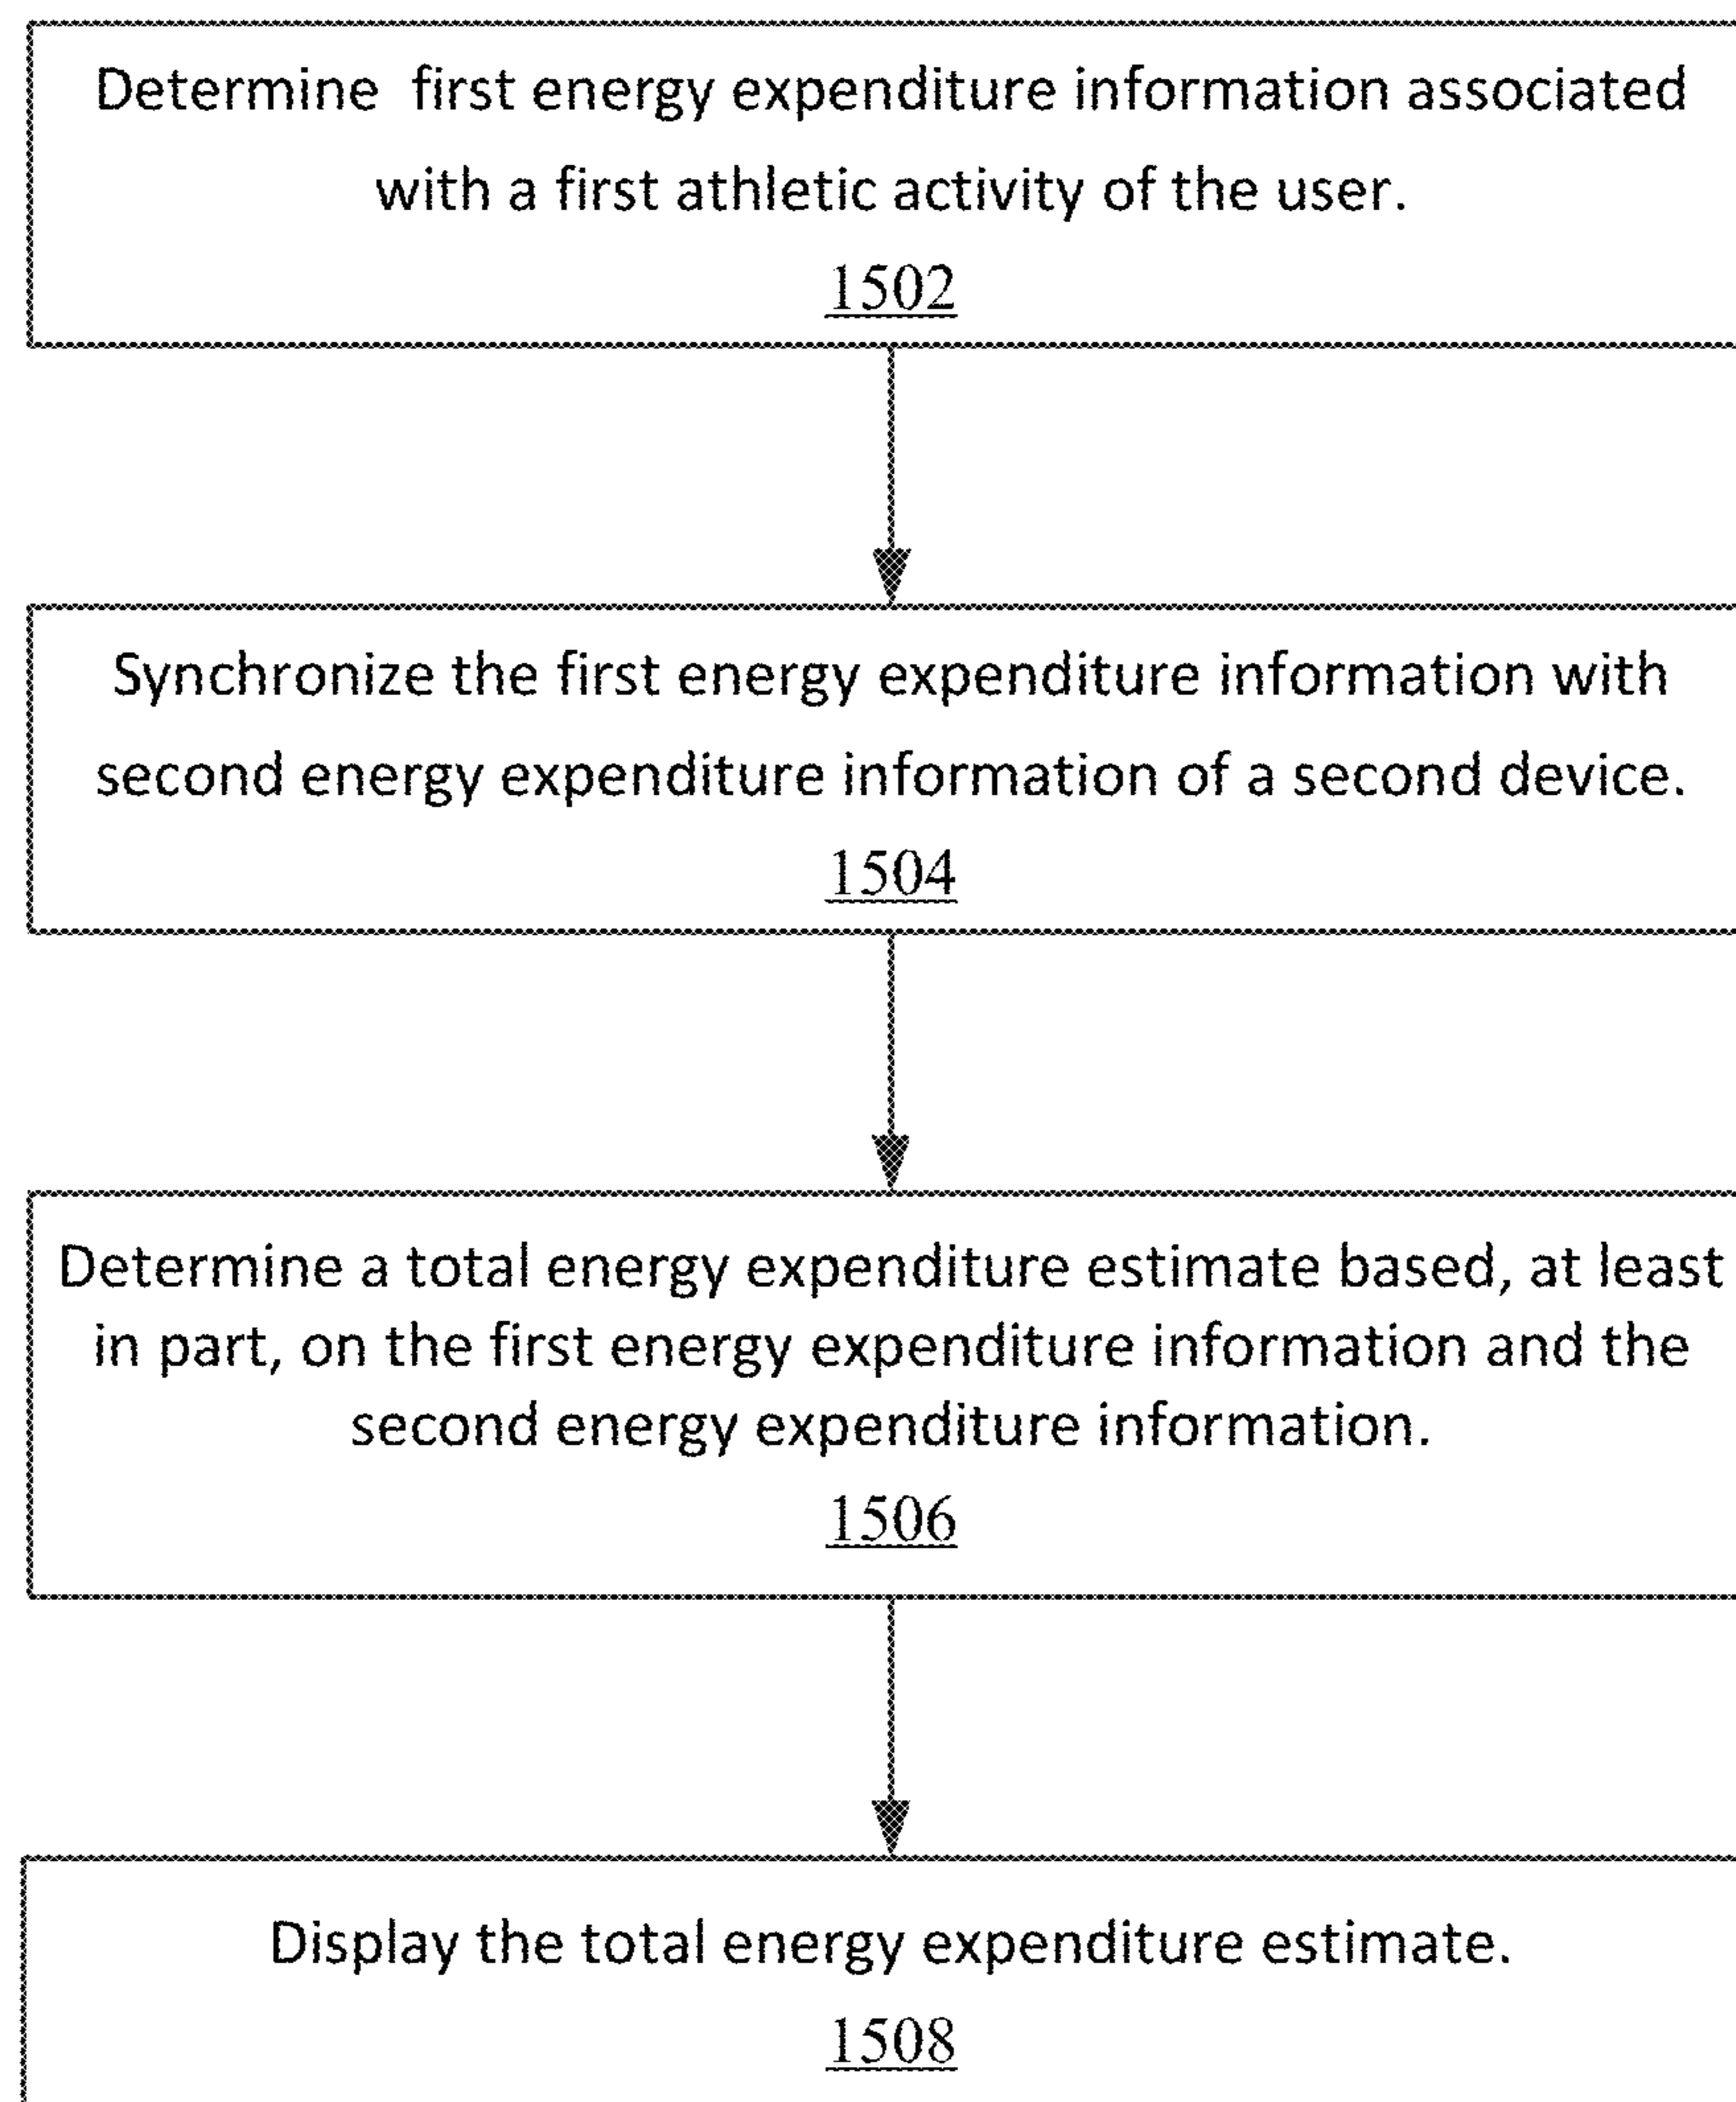 Determine first energy expenditure information associated
with a first athletic activity of the user.
1502
Synchronize the first energy expenditure information with
second energy expenditure information of a second device.
1504
Determine a total energy expenditure estimate based, at least
in part, on the first energy expenditure information and the
second energy expenditure information.
1506
Display the total energy expenditure estimate.
1508